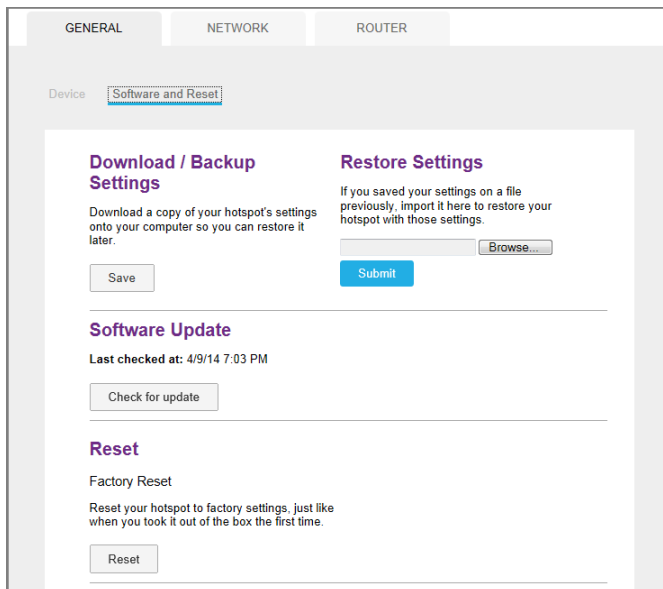 GENERAL
NETWORK
ROUTER
Device
Software and Reset
Download / Backup
Settings
Download a copy of your hotspot's settings
onto your computer so you can restore it
later.
Save
Restore Settings
If you saved your settings on a file
previously, import it here to restore your
hotspot with those settings.
Browse...
Submit
Software Update
Last checked at: 4/9/14 7:03 PM
Check for update
Reset
Factory Reset
Reset your hotspot to factory settings, just like
when you took it out of the box the first time.
Reset